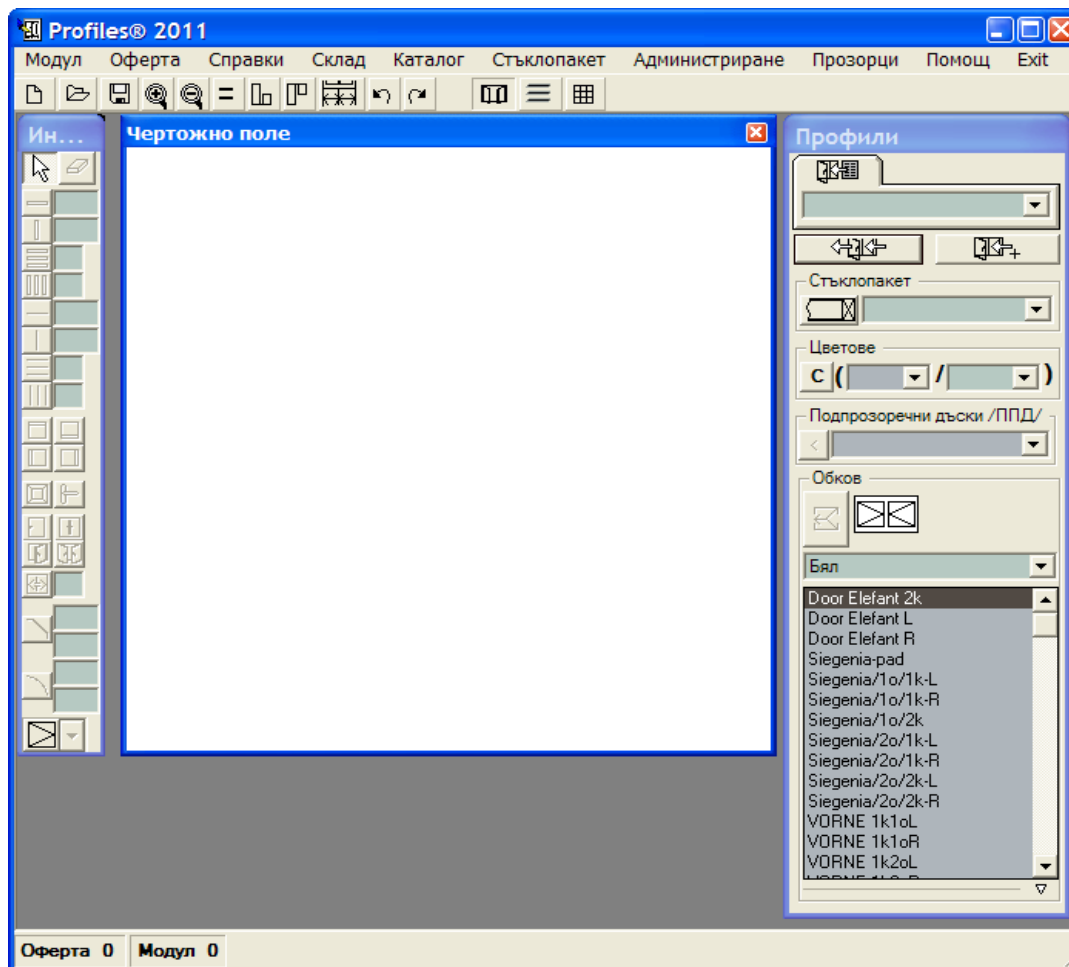 Profiles® 2011
Модул Оферта Справки Склад Каталог Стъклопакет Администриране Прозорци Помощ Exit
Ин...
Чертожно поле
Профили
Стъклопакет
Цветове
C ( / )
Подпрозоречни дъски /ППД/
<
Обков
Бял
Door Elefant 2k
Door Elefant L
Door Elefant R
Siegenia-pad
Siegenia/1o/1k-L
Siegenia/1o/1k-R
Siegenia/1o/2k
Siegenia/2o/1k-L
Siegenia/2o/1k-R
Siegenia/2o/2k-L
Siegenia/2o/2k-R
VORNE 1k1oL
VORNE 1k1oR
VORNE 1k2oL
Оферта 0 Модул 0